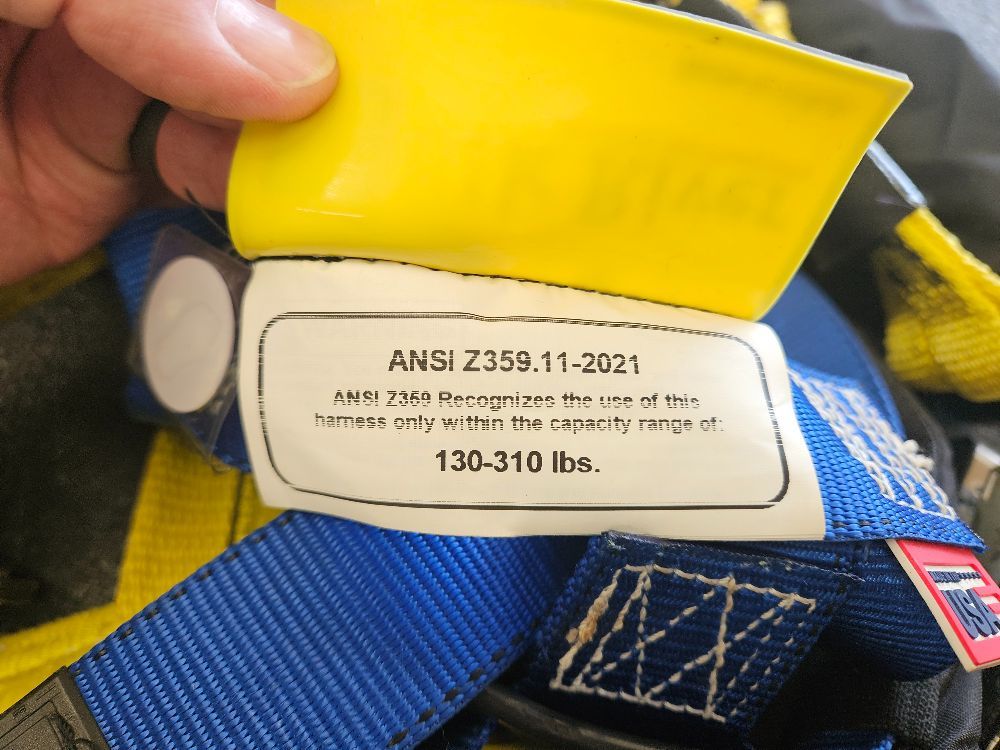 ANSI Z359.11-2021
ANSI Z359 Recognizes the use of this
harness only within the capacity range of:
130-310 lbs.
USA